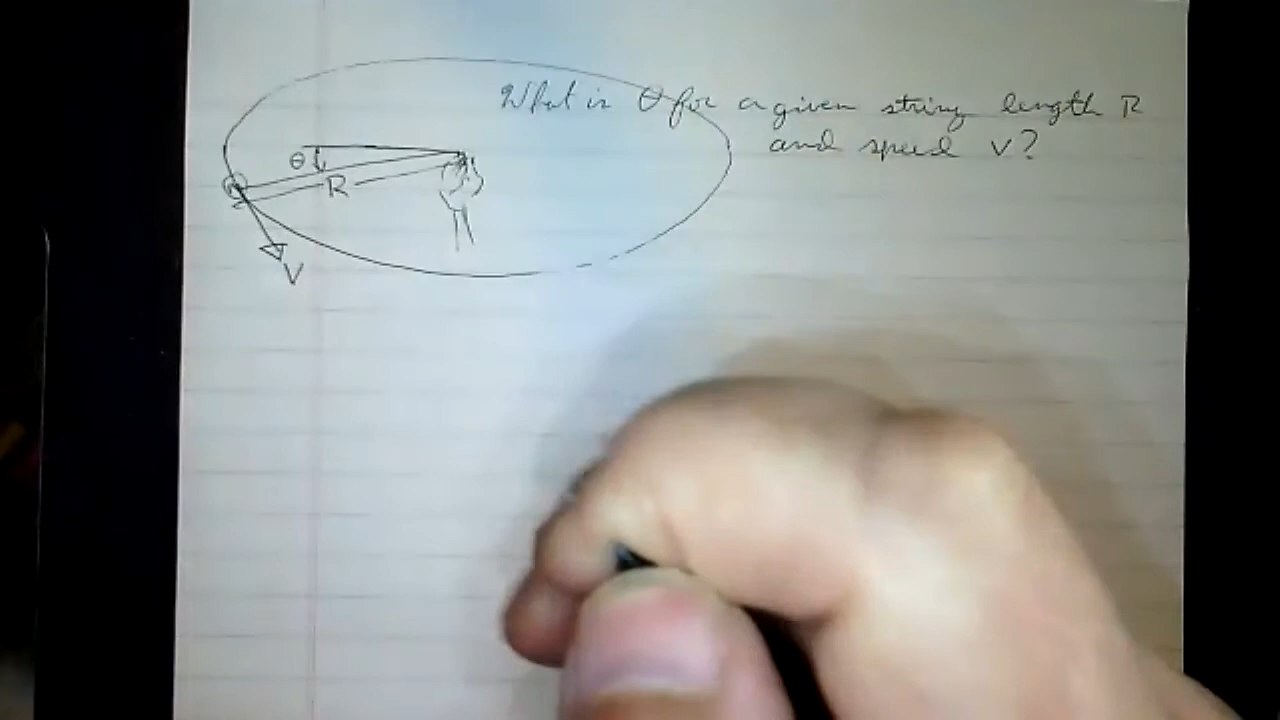 What is θ for a given string length R
and speed V?
θ
R
V